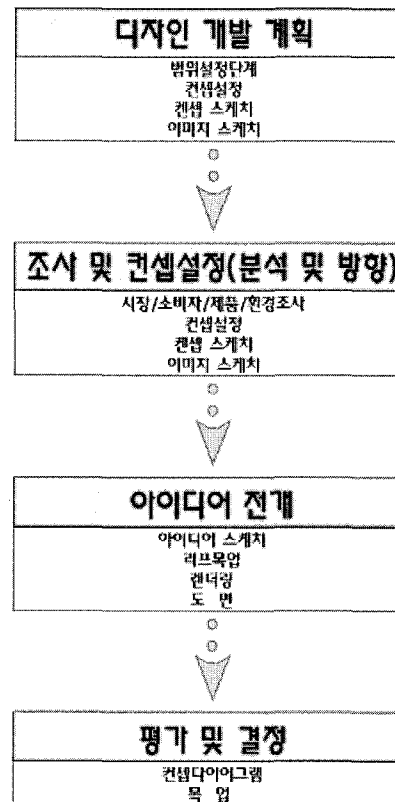 디자인 개발 계획
범위설정단계
컨셉설정
컨셉 스케치
이미지 스케치
조사 및 컨셉설정(분석 및 방향)
시장/소비자/제품/환경조사
컨셉설정
컨셉 스케치
이미지 스케치
아이디어 전개
아이디어 스케치
러프목업
랜더링
도 면
평가 및 결정
컨셉다이어그램
목 업